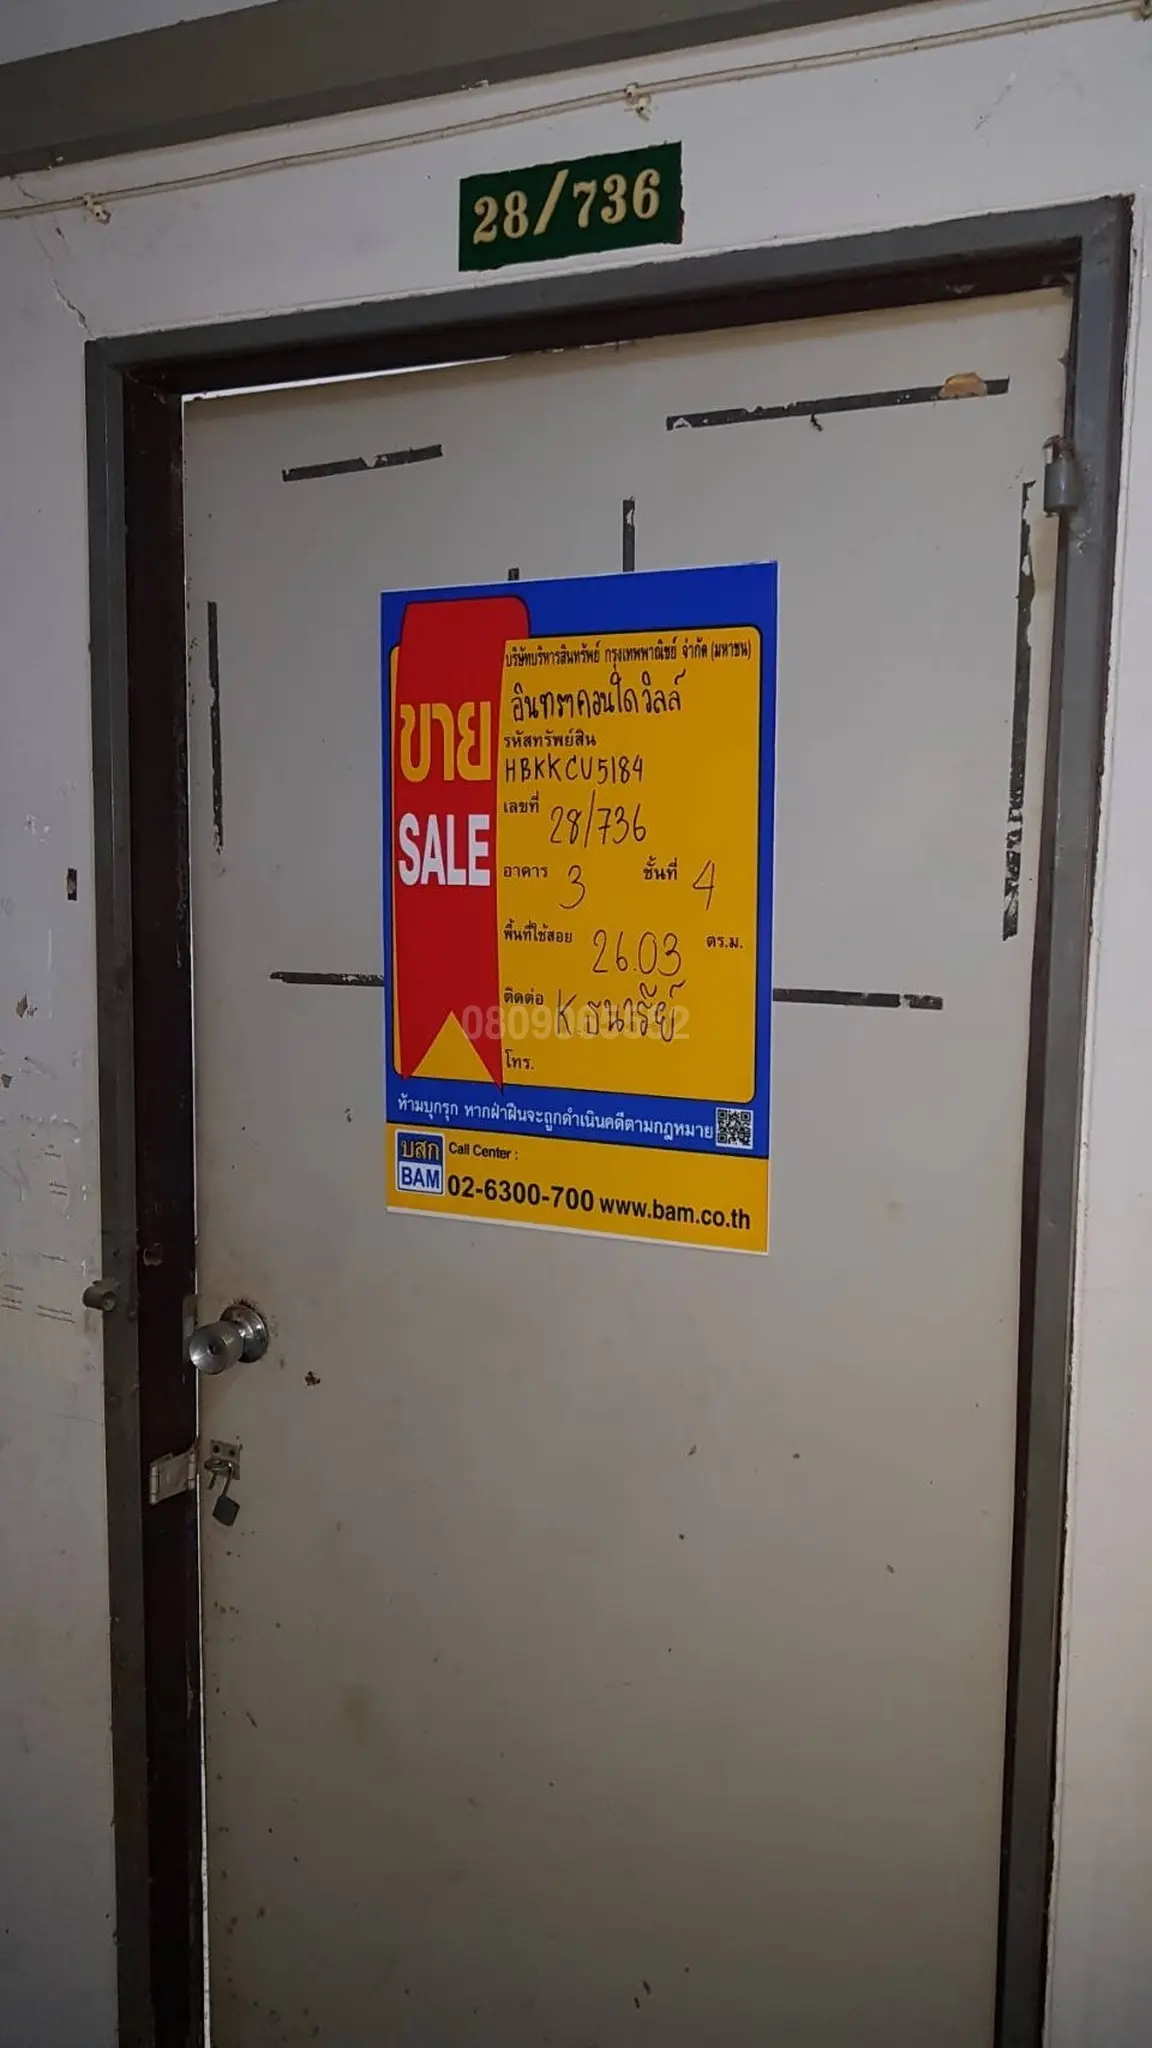 28/736
บริษัทบริหารสินทรัพย์ กรุงเทพพาณิชย์ จำกัด (มหาชน)
ขาย
SALE
อินทราคอนโดวิลล์
รหัสทรัพย์สิน
HBKKCU5184
เลขที่ 28/736
อาคาร 3 ชั้นที่ 4
พื้นที่ใช้สอย 26.03 ตร.ม.
ติดต่อ K.ธนารีย์
โทร.
ห้ามบุกรุก หากฝ่าฝืนจะถูกดำเนินคดีตามกฎหมาย
บสก
BAM
Call Center :
02-6300-700 www.bam.co.th